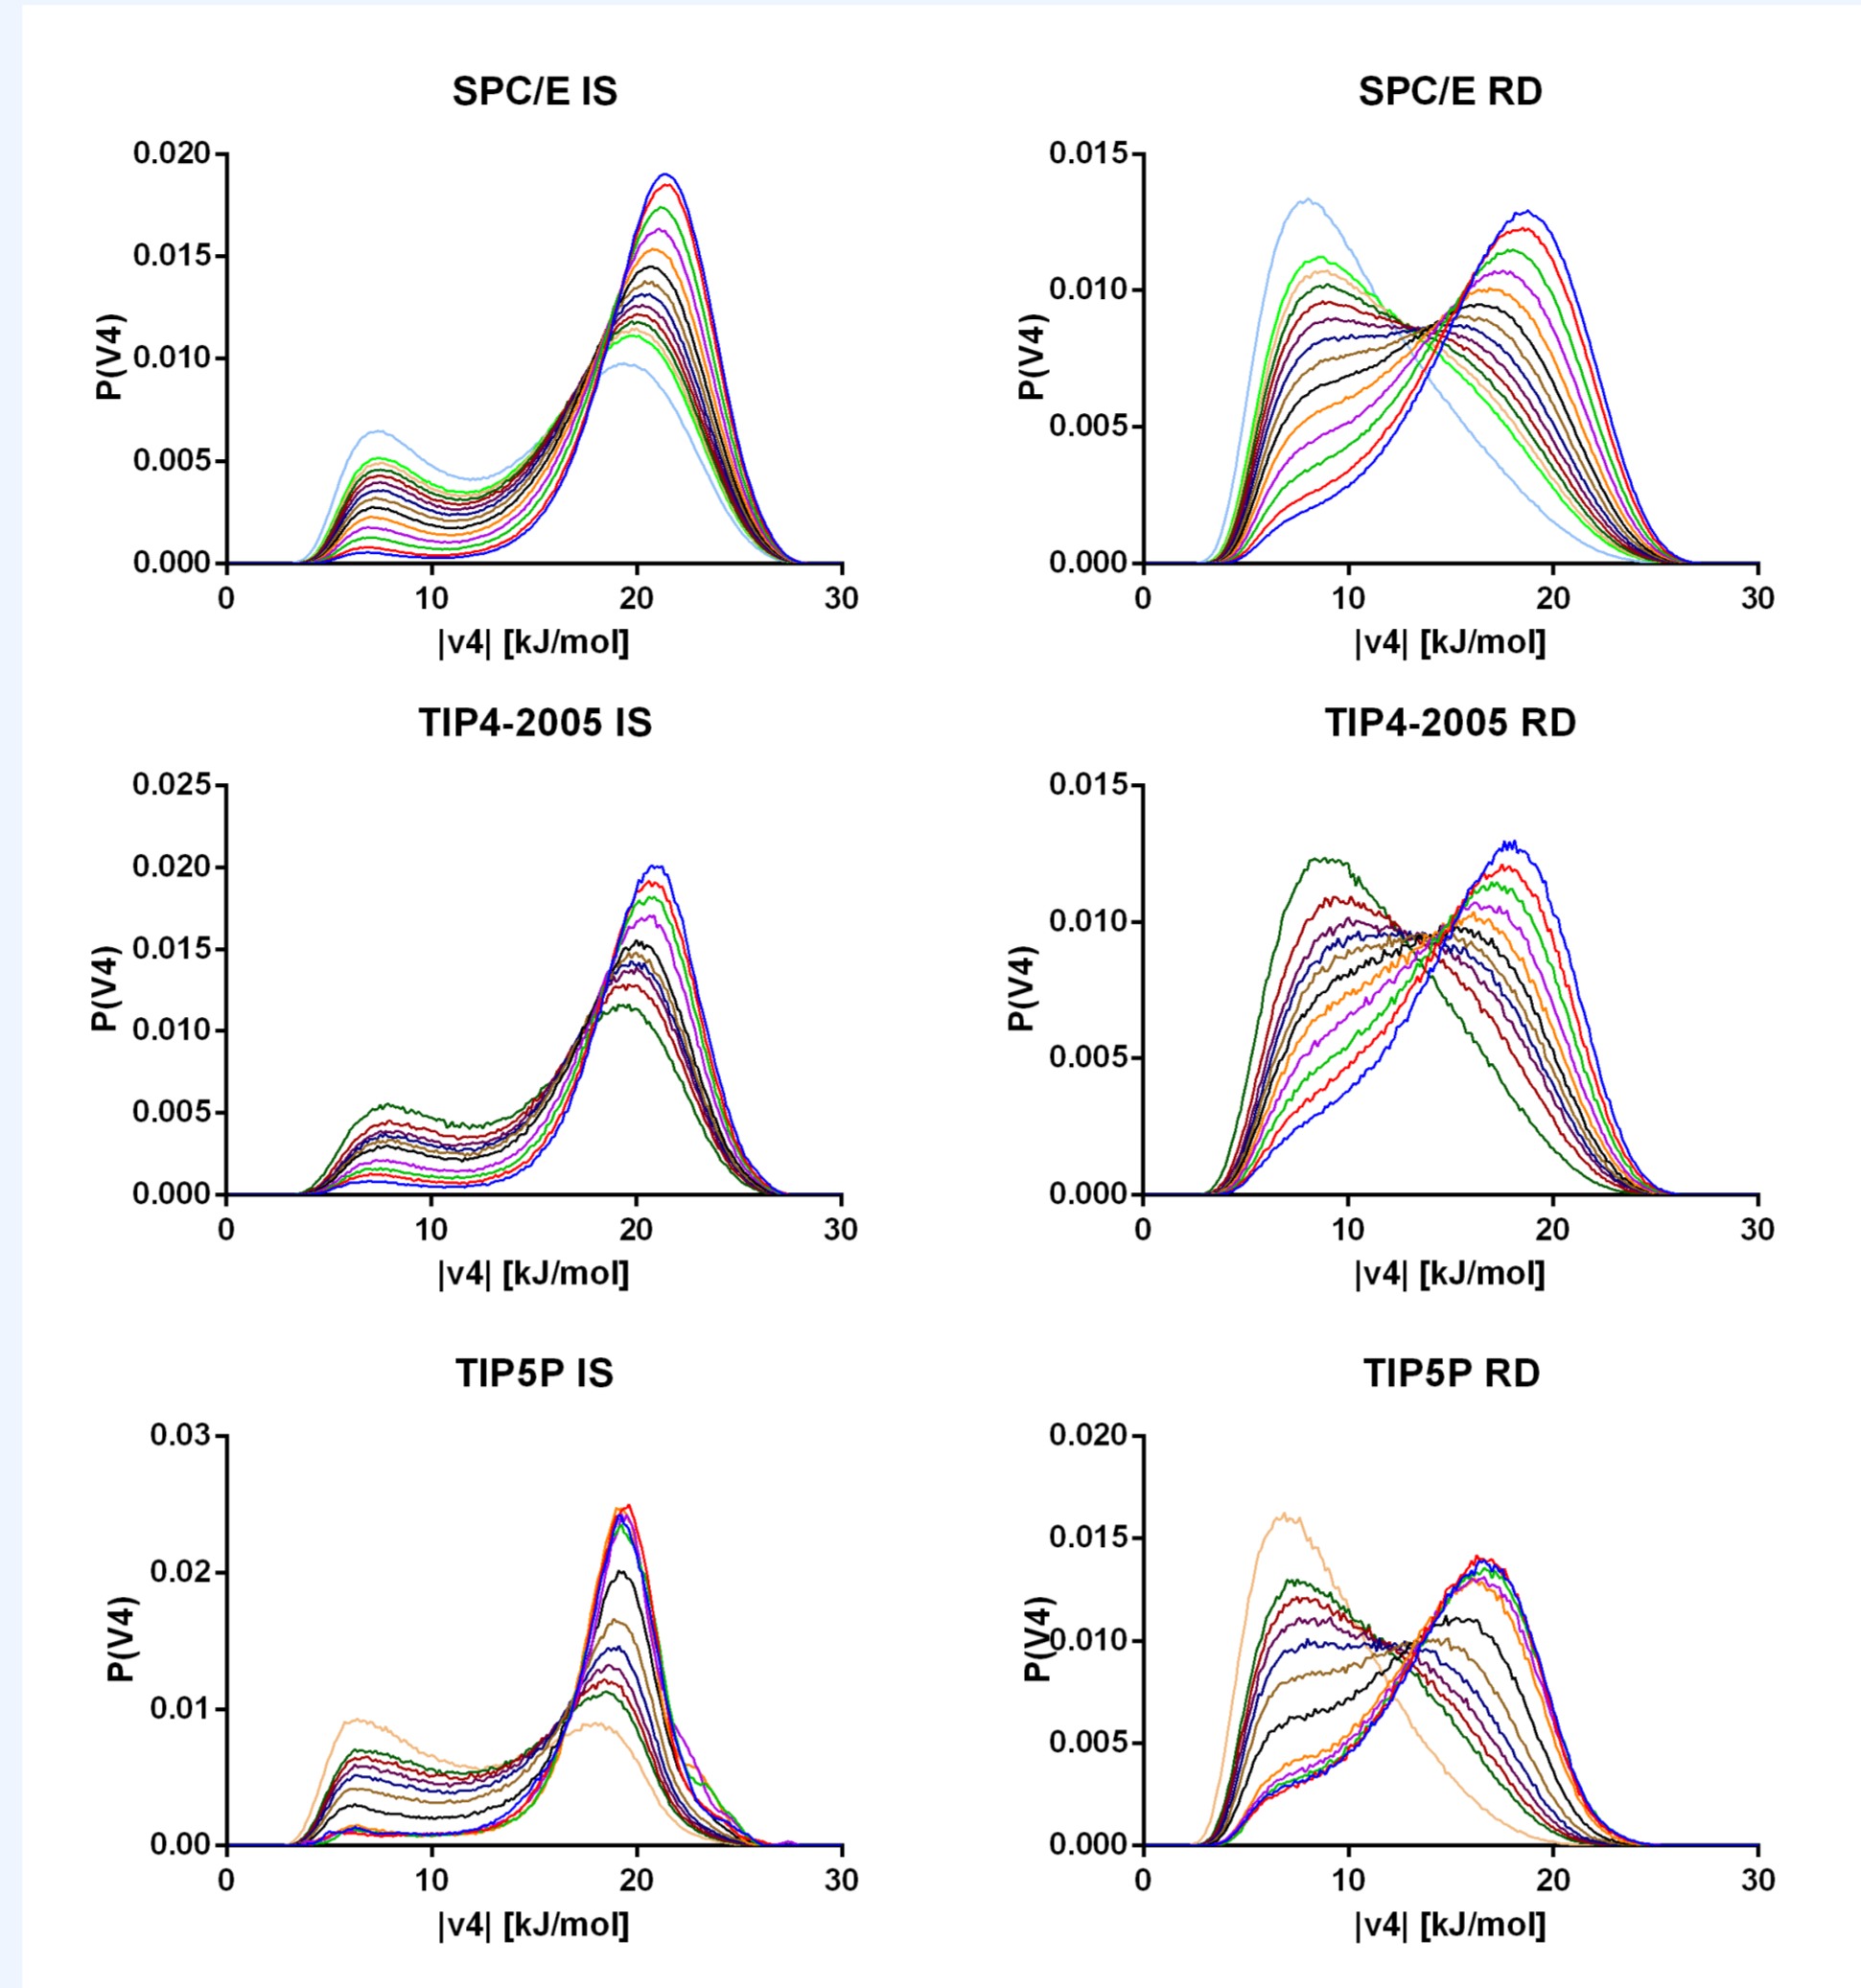 SPC/E IS
0.020
0.015
0.010
0.005
0.000
P(V4)
0 10 20 30
|v4| [kJ/mol]
SPC/E RD
0.015
0.010
0.005
0.000
P(V4)
0 10 20 30
|v4| [kJ/mol]
TIP4-2005 IS
0.025
0.020
0.015
0.010
0.005
0.000
P(V4)
0 10 20 30
|v4| [kJ/mol]
TIP4-2005 RD
0.015
0.010
0.005
0.000
P(V4)
0 10 20 30
|v4| [kJ/mol]
TIP5P IS
0.03
0.02
0.01
0.00
P(V4)
0 10 20 30
|v4| [kJ/mol]
TIP5P RD
0.020
0.015
0.010
0.005
0.000
P(V4)
0 10 20 30
|v4| [kJ/mol]